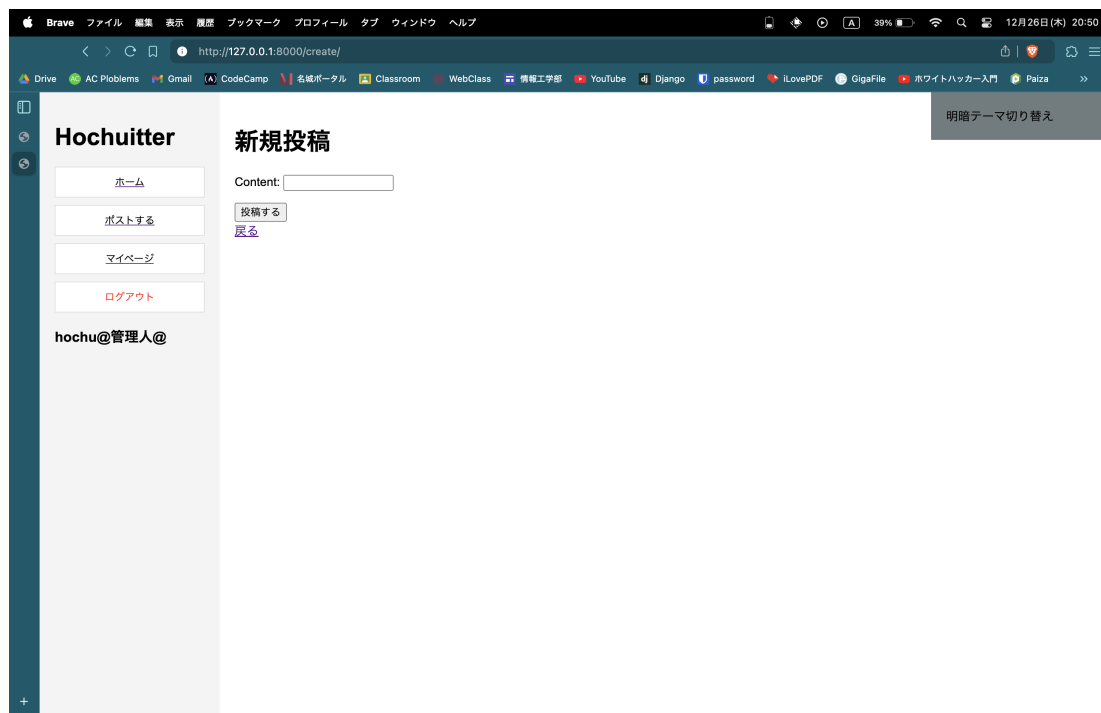 Brave ファイル 編集 表示 履歴 ブックマーク プロフィール タブ ウィンドウ ヘルプ A 39% 12月26日(木) 20:50
http://127.0.0.1:8000/create/
Drive AC AC Ploblems Gmail CodeCamp 名城ポータル Classroom WebClass 情報工学部 YouTube dj Django password iLovePDF GigaFile ホワイトハッカー入門 Paiza »
明暗テーマ切り替え
Hochuitter
ホーム
ポストする
マイページ
ログアウト
hochu@管理人@
新規投稿
Content:
投稿する
戻る